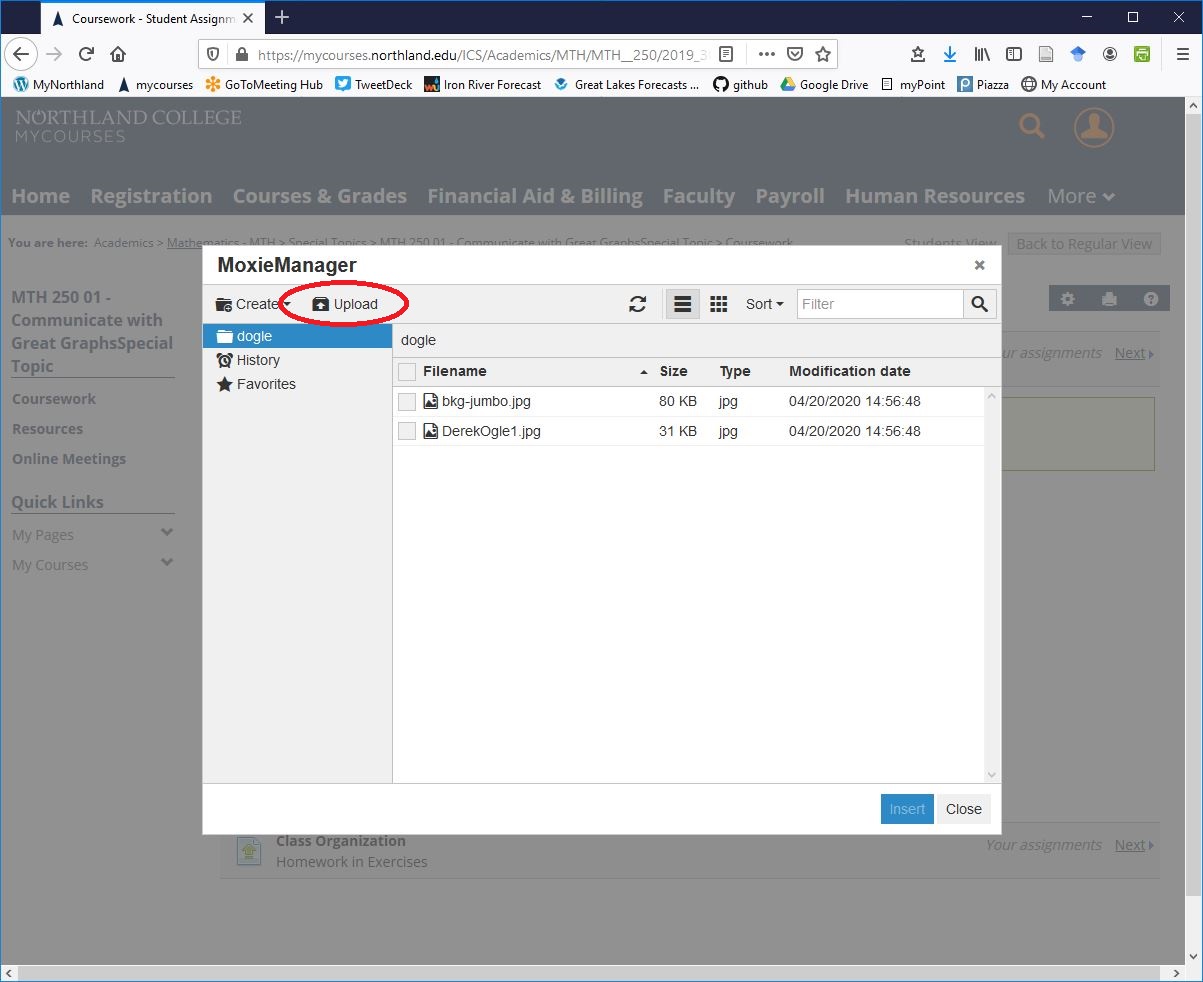 Coursework - Student Assignm
https://mycourses.northland.edu/ICS/Academics/MTH/MTH__250/2019_3
MyNorthland mycourses GoToMeeting Hub TweetDeck Iron River Forecast Great Lakes Forecasts ... github Google Drive myPoint Piazza My Account
NORTHLAND COLLEGE
MYCOURSES
Home Registration Courses & Grades Financial Aid & Billing Faculty Payroll Human Resources More
You are here: Academics > Mathematics - MTH > Special Topics > MTH 250 01 - Communicate with Great GraphsSpecial Topic > Coursework
Students View Back to Regular View
MoxieManager
Create Upload Sort Filter
MTH 250 01 -
Communicate with
Great GraphsSpecial
Topic
Coursework
Resources
Online Meetings
Quick Links
My Pages
My Courses
dogle
History
Favorites
dogle
Filename Size Type Modification date
bkg-jumbo.jpg 80 KB jpg 04/20/2020 14:56:48
DerekOgle1.jpg 31 KB jpg 04/20/2020 14:56:48
ur assignments Next
Insert Close
Class Organization
Homework in Exercises
Your assignments Next